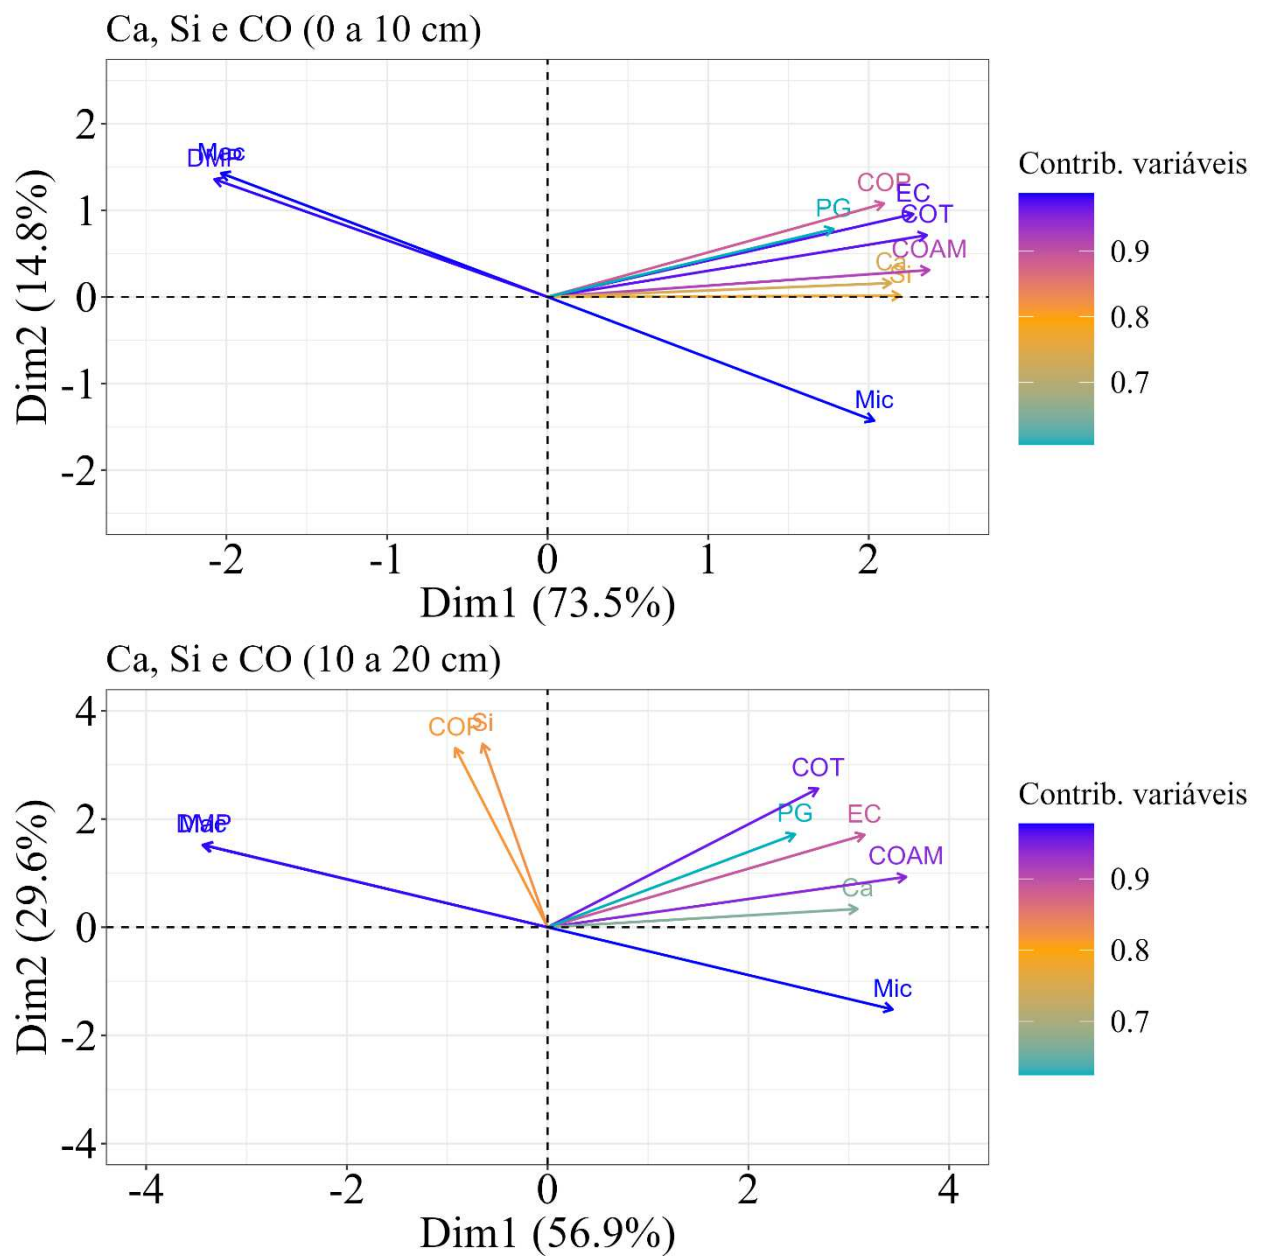 Ca, Si e CO (0 a 10 cm)
Dim2 (14.8%)
2
1
0
-1
-2
Mac
DMP
COP
EC
PG
COT
COAM
Ca
Si
Mic
-2
-1
0
1
2
Dim1 (73.5%)
Contrib. variáveis
0.9
0.8
0.7
Ca, Si e CO (10 a 20 cm)
Dim2 (29.6%)
4
2
0
-2
-4
COP
Si
COT
DMP
Mac
PG
EC
COAM
Ca
Mic
-4
-2
0
2
4
Dim1 (56.9%)
Contrib. variáveis
0.9
0.8
0.7